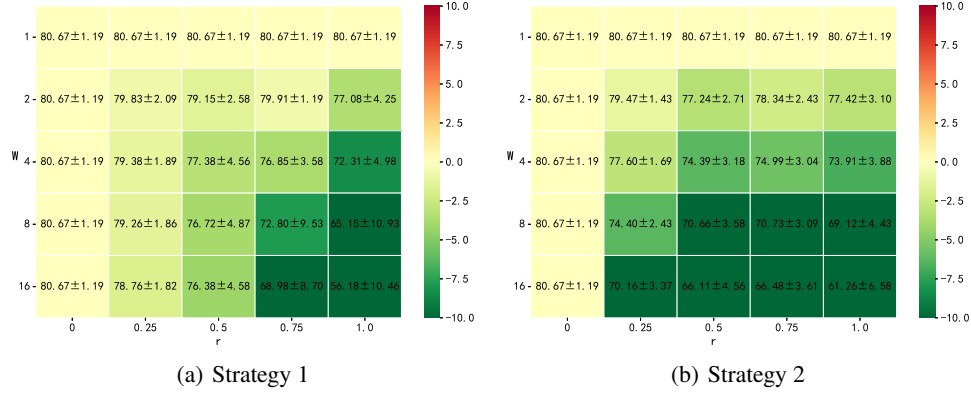 1 80.67±1.19 80.67±1.19 80.67±1.19 80.67±1.19 80.67±1.19
2 80.67±1.19 79.83±2.09 79.15±2.58 79.91±1.19 77.08±4.25
W
4 80.67±1.19 79.38±1.89 77.38±4.56 76.85±3.58 72.31±4.98
8 80.67±1.19 79.26±1.86 76.72±4.87 72.80±9.53 65.15±10.93
16 80.67±1.19 78.76±1.82 76.38±4.58 68.98±8.70 56.18±10.46
0 0.25 0.5 0.75 1.0
r
10.0
7.5
5.0
2.5
0.0
−2.5
−5.0
−7.5
−10.0
(a) Strategy 1
1 80.67±1.19 80.67±1.19 80.67±1.19 80.67±1.19 80.67±1.19
2 80.67±1.19 79.47±1.43 77.24±2.71 78.34±2.43 77.42±3.10
W
4 80.67±1.19 77.60±1.69 74.39±3.18 74.99±3.04 73.91±3.88
8 80.67±1.19 74.40±2.43 70.66±3.58 70.73±3.09 69.12±4.43
16 80.67±1.19 70.16±3.37 66.11±4.56 66.48±3.61 61.26±6.58
0 0.25 0.5 0.75 1.0
r
10.0
7.5
5.0
2.5
0.0
−2.5
−5.0
−7.5
−10.0
(b) Strategy 2